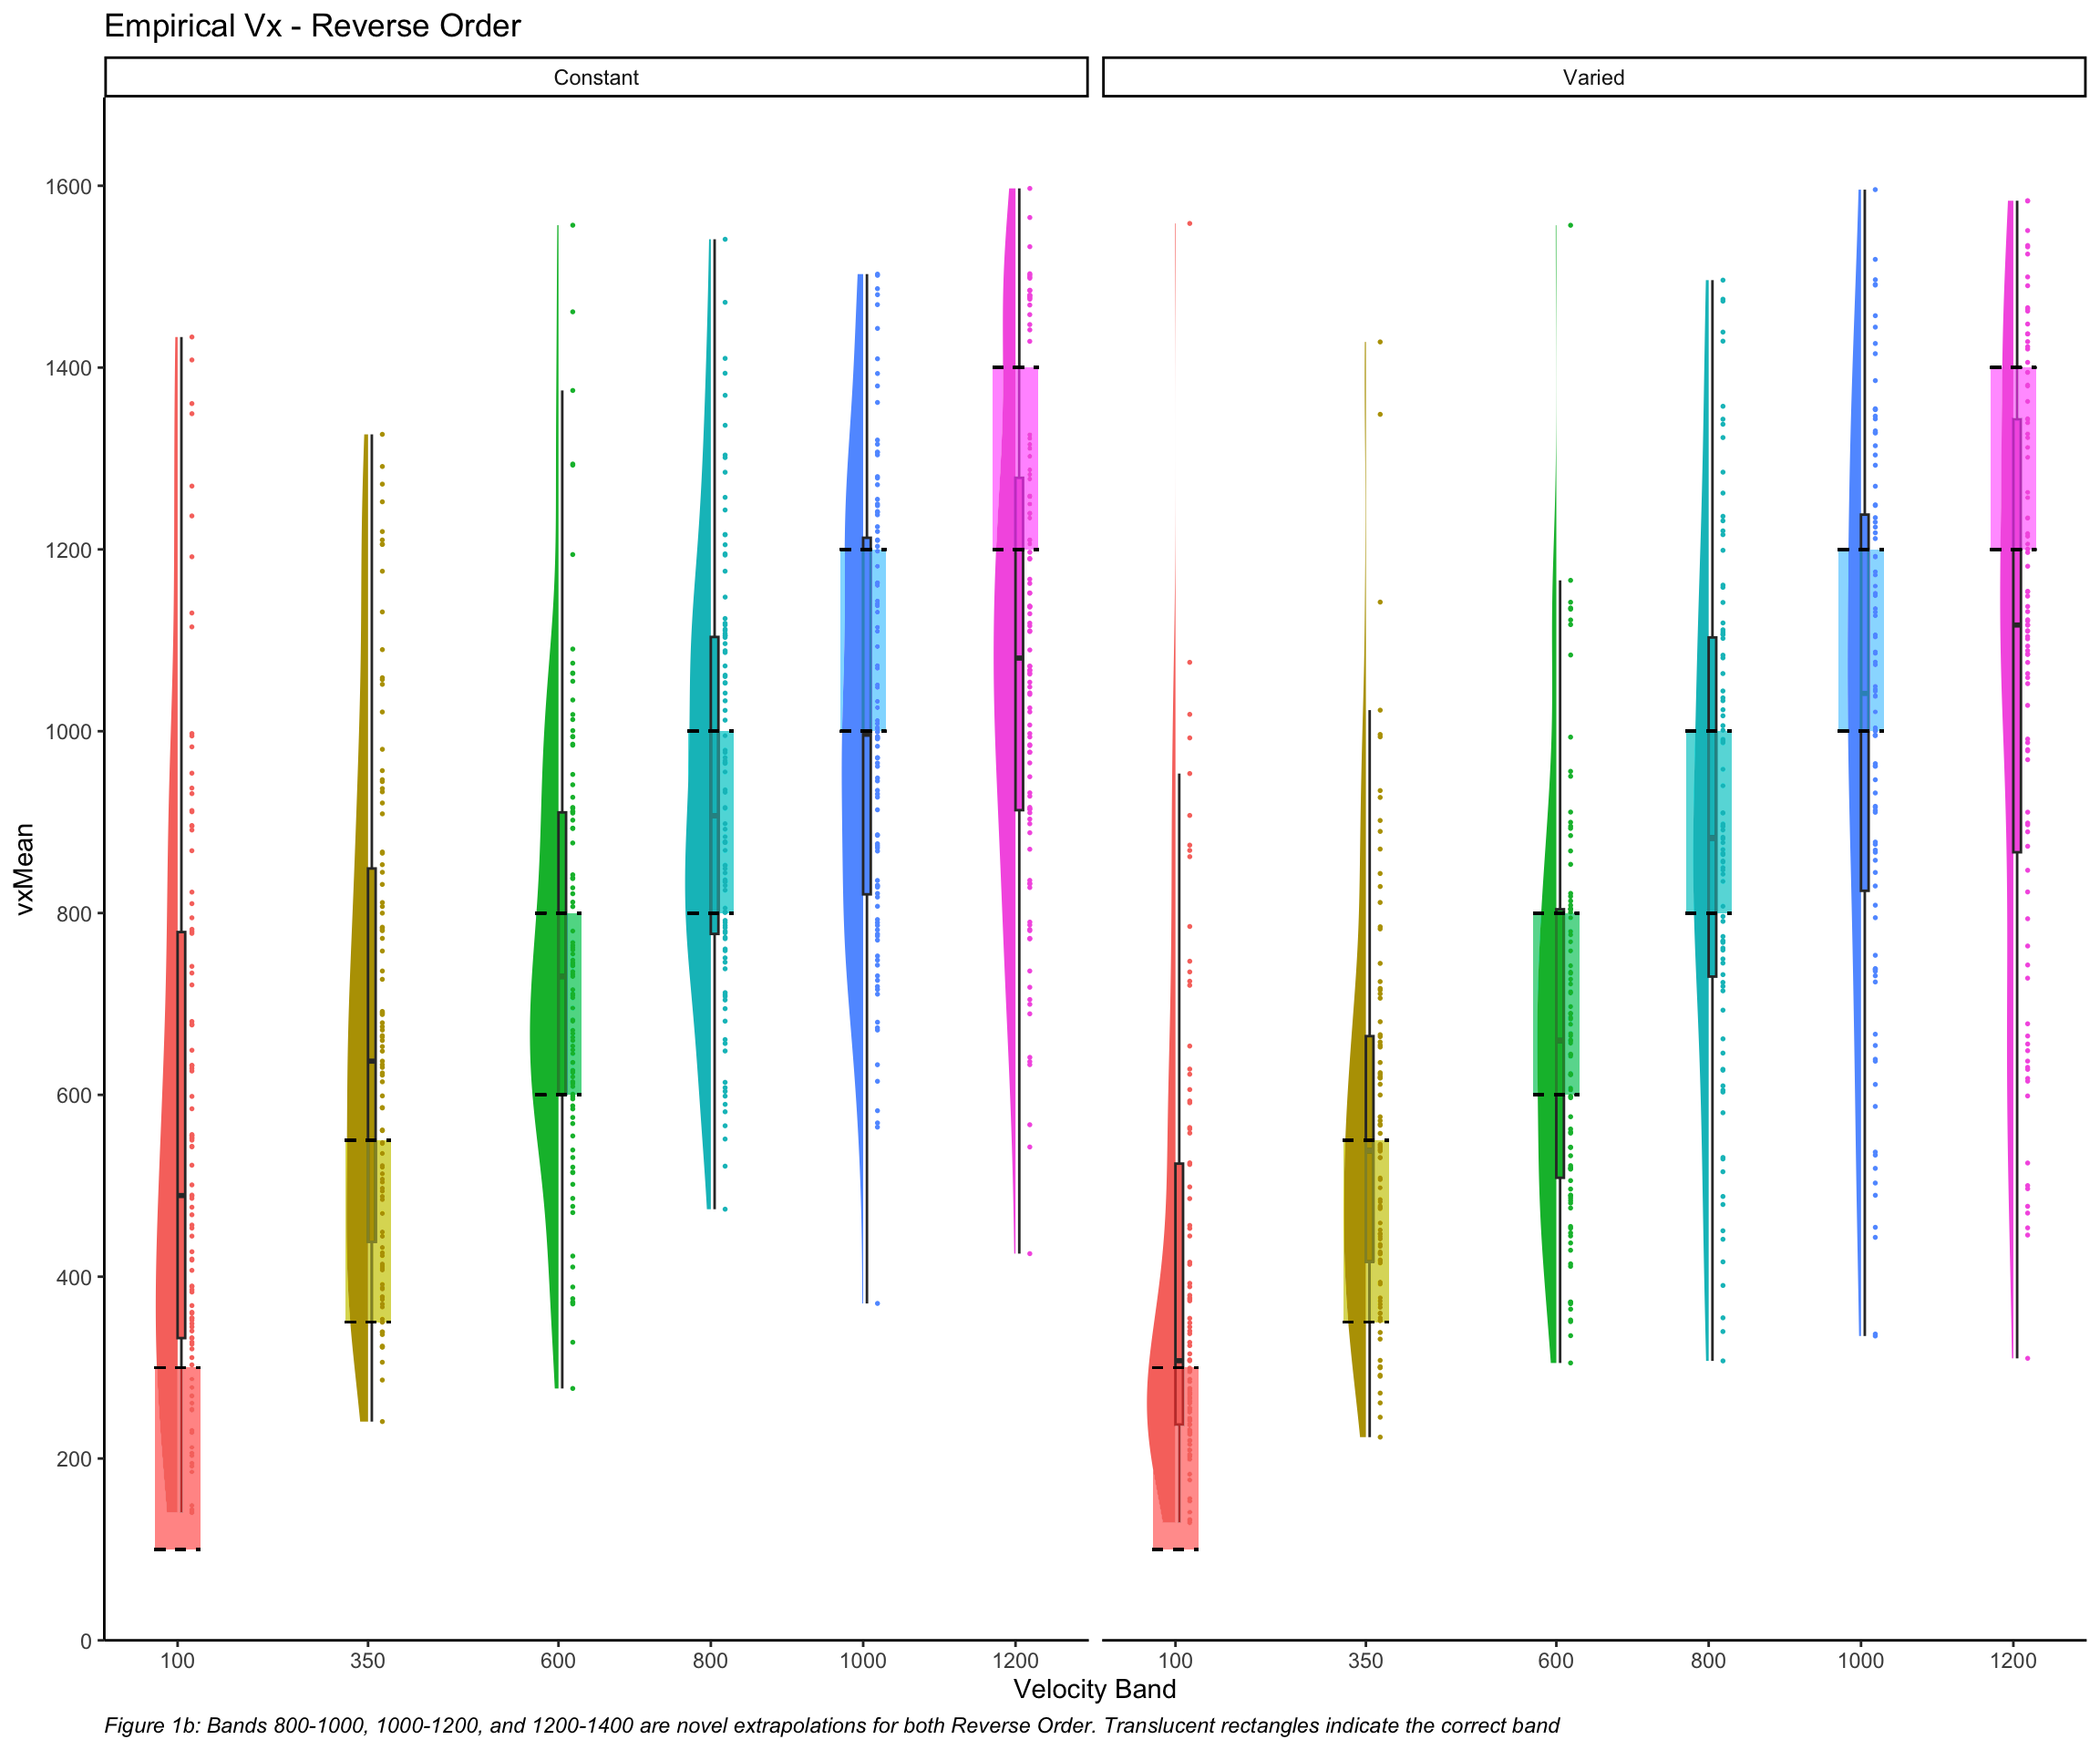 Empirical Vx - Reverse Order
Constant
Varied
1600
1400
1200
1000
800
600
400
200
0
vxMean
100 350 600 800 1000 1200
100 350 600 800 1000 1200
Velocity Band
Figure 1b: Bands 800-1000, 1000-1200, and 1200-1400 are novel extrapolations for both Reverse Order. Translucent rectangles indicate the correct band